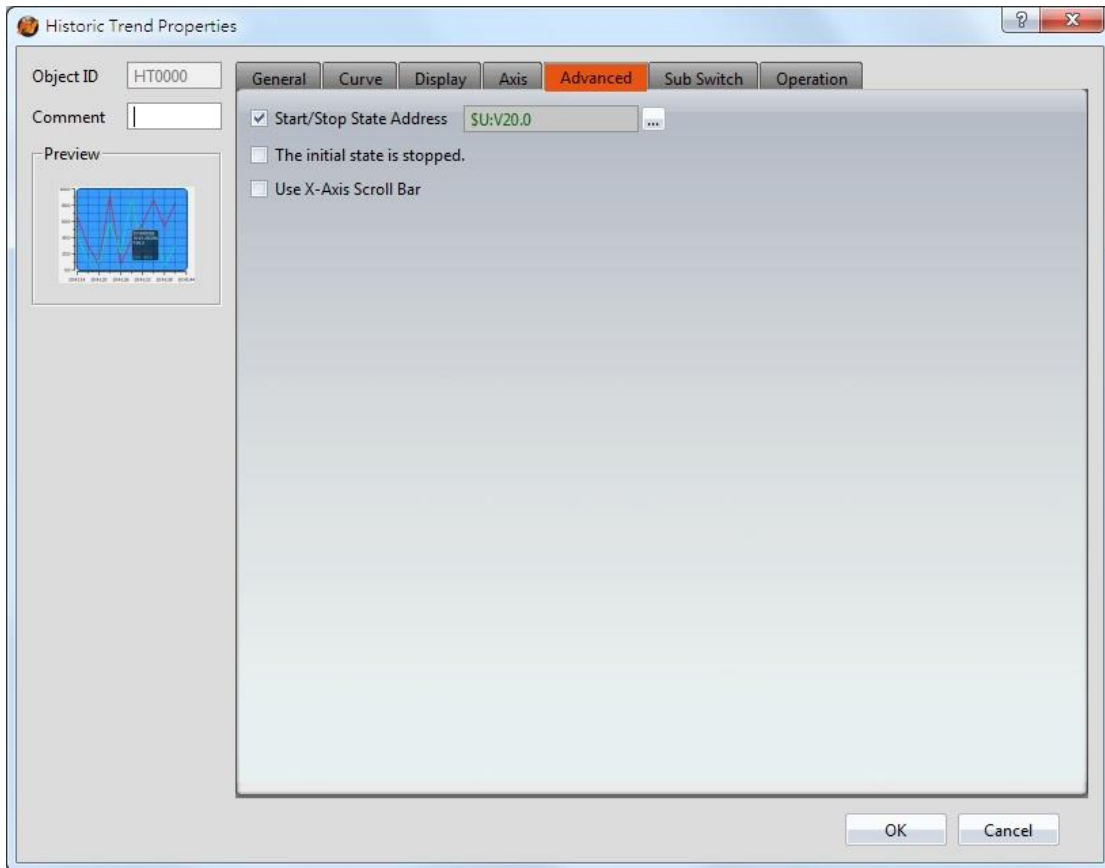 Historic Trend Properties
Object ID HT0000
Comment
Preview
General Curve Display Axis Advanced Sub Switch Operation
Start/Stop State Address $U:V20.0 ...
The initial state is stopped.
Use X-Axis Scroll Bar
OK Cancel